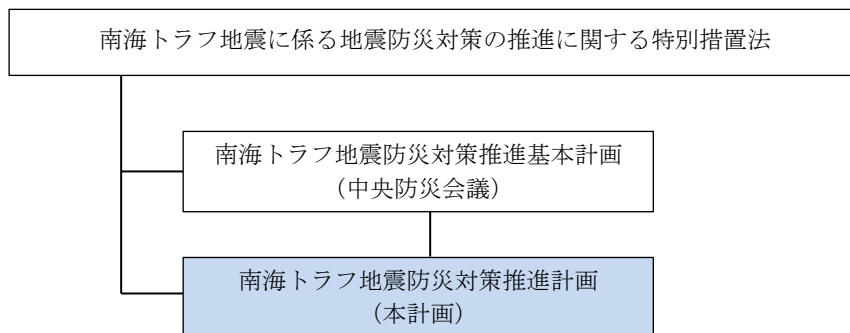 南海トラフ地震に係る地震防災対策の推進に関する特別措置法
南海トラフ地震防災対策推進基本計画
（中央防災会議）
南海トラフ地震防災対策推進計画
（本計画）